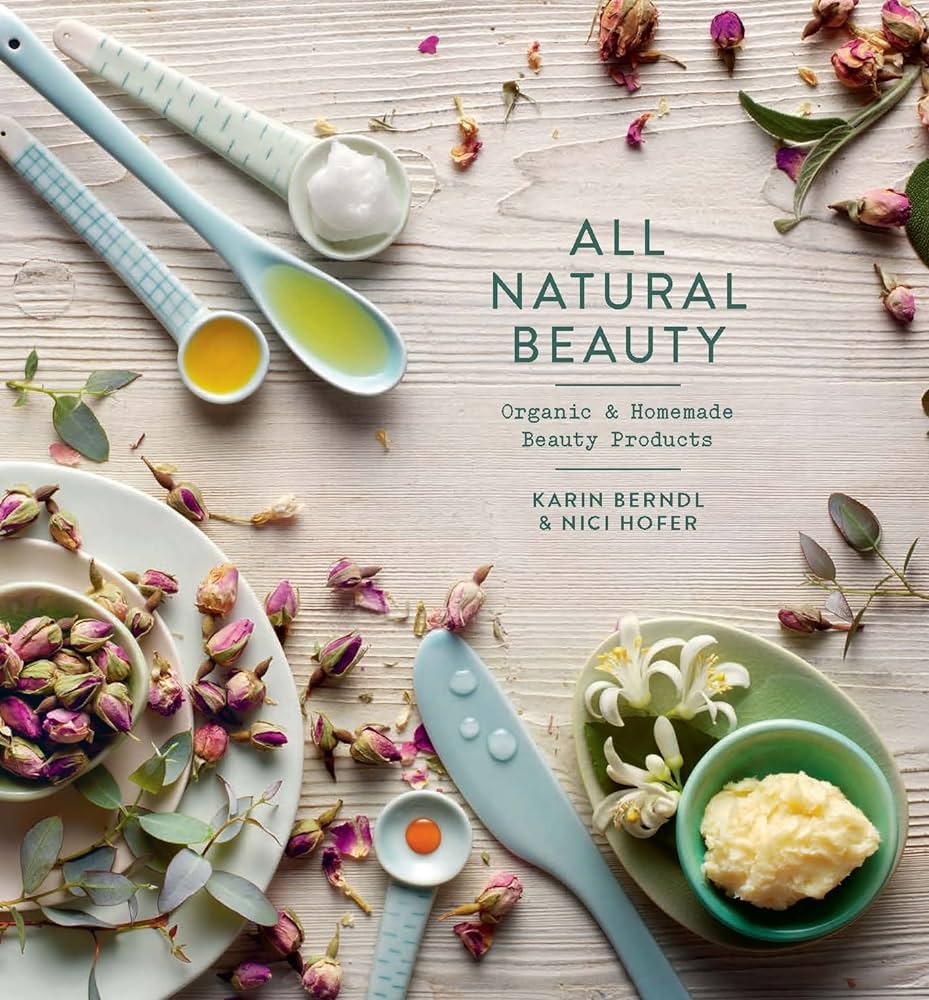 ALL
NATURAL
BEAUTY
Organic & Homemade
Beauty Products
KARIN BERNDL
& NICI HOFER